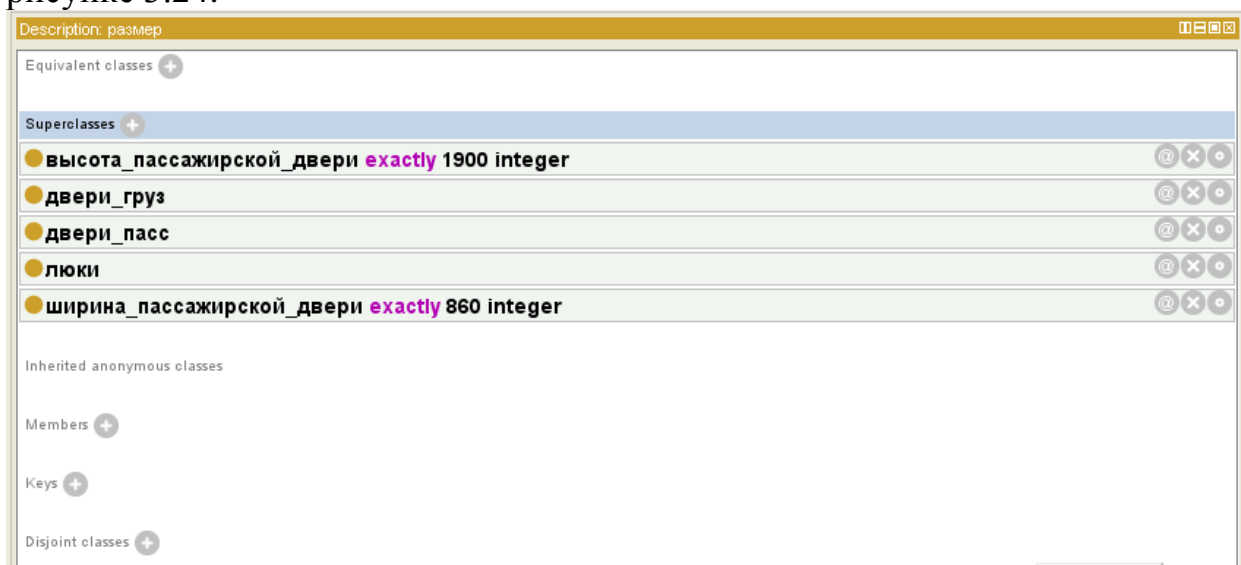 рисунке 3.24.
Description: размер
Equivalent classes
Superclasses
высота_пассажирской_двери exactly 1900 integer
двери_груз
двери_пасс
люки
ширина_пассажирской_двери exactly 860 integer
Inherited anonymous classes
Members
Keys
Disjoint classes